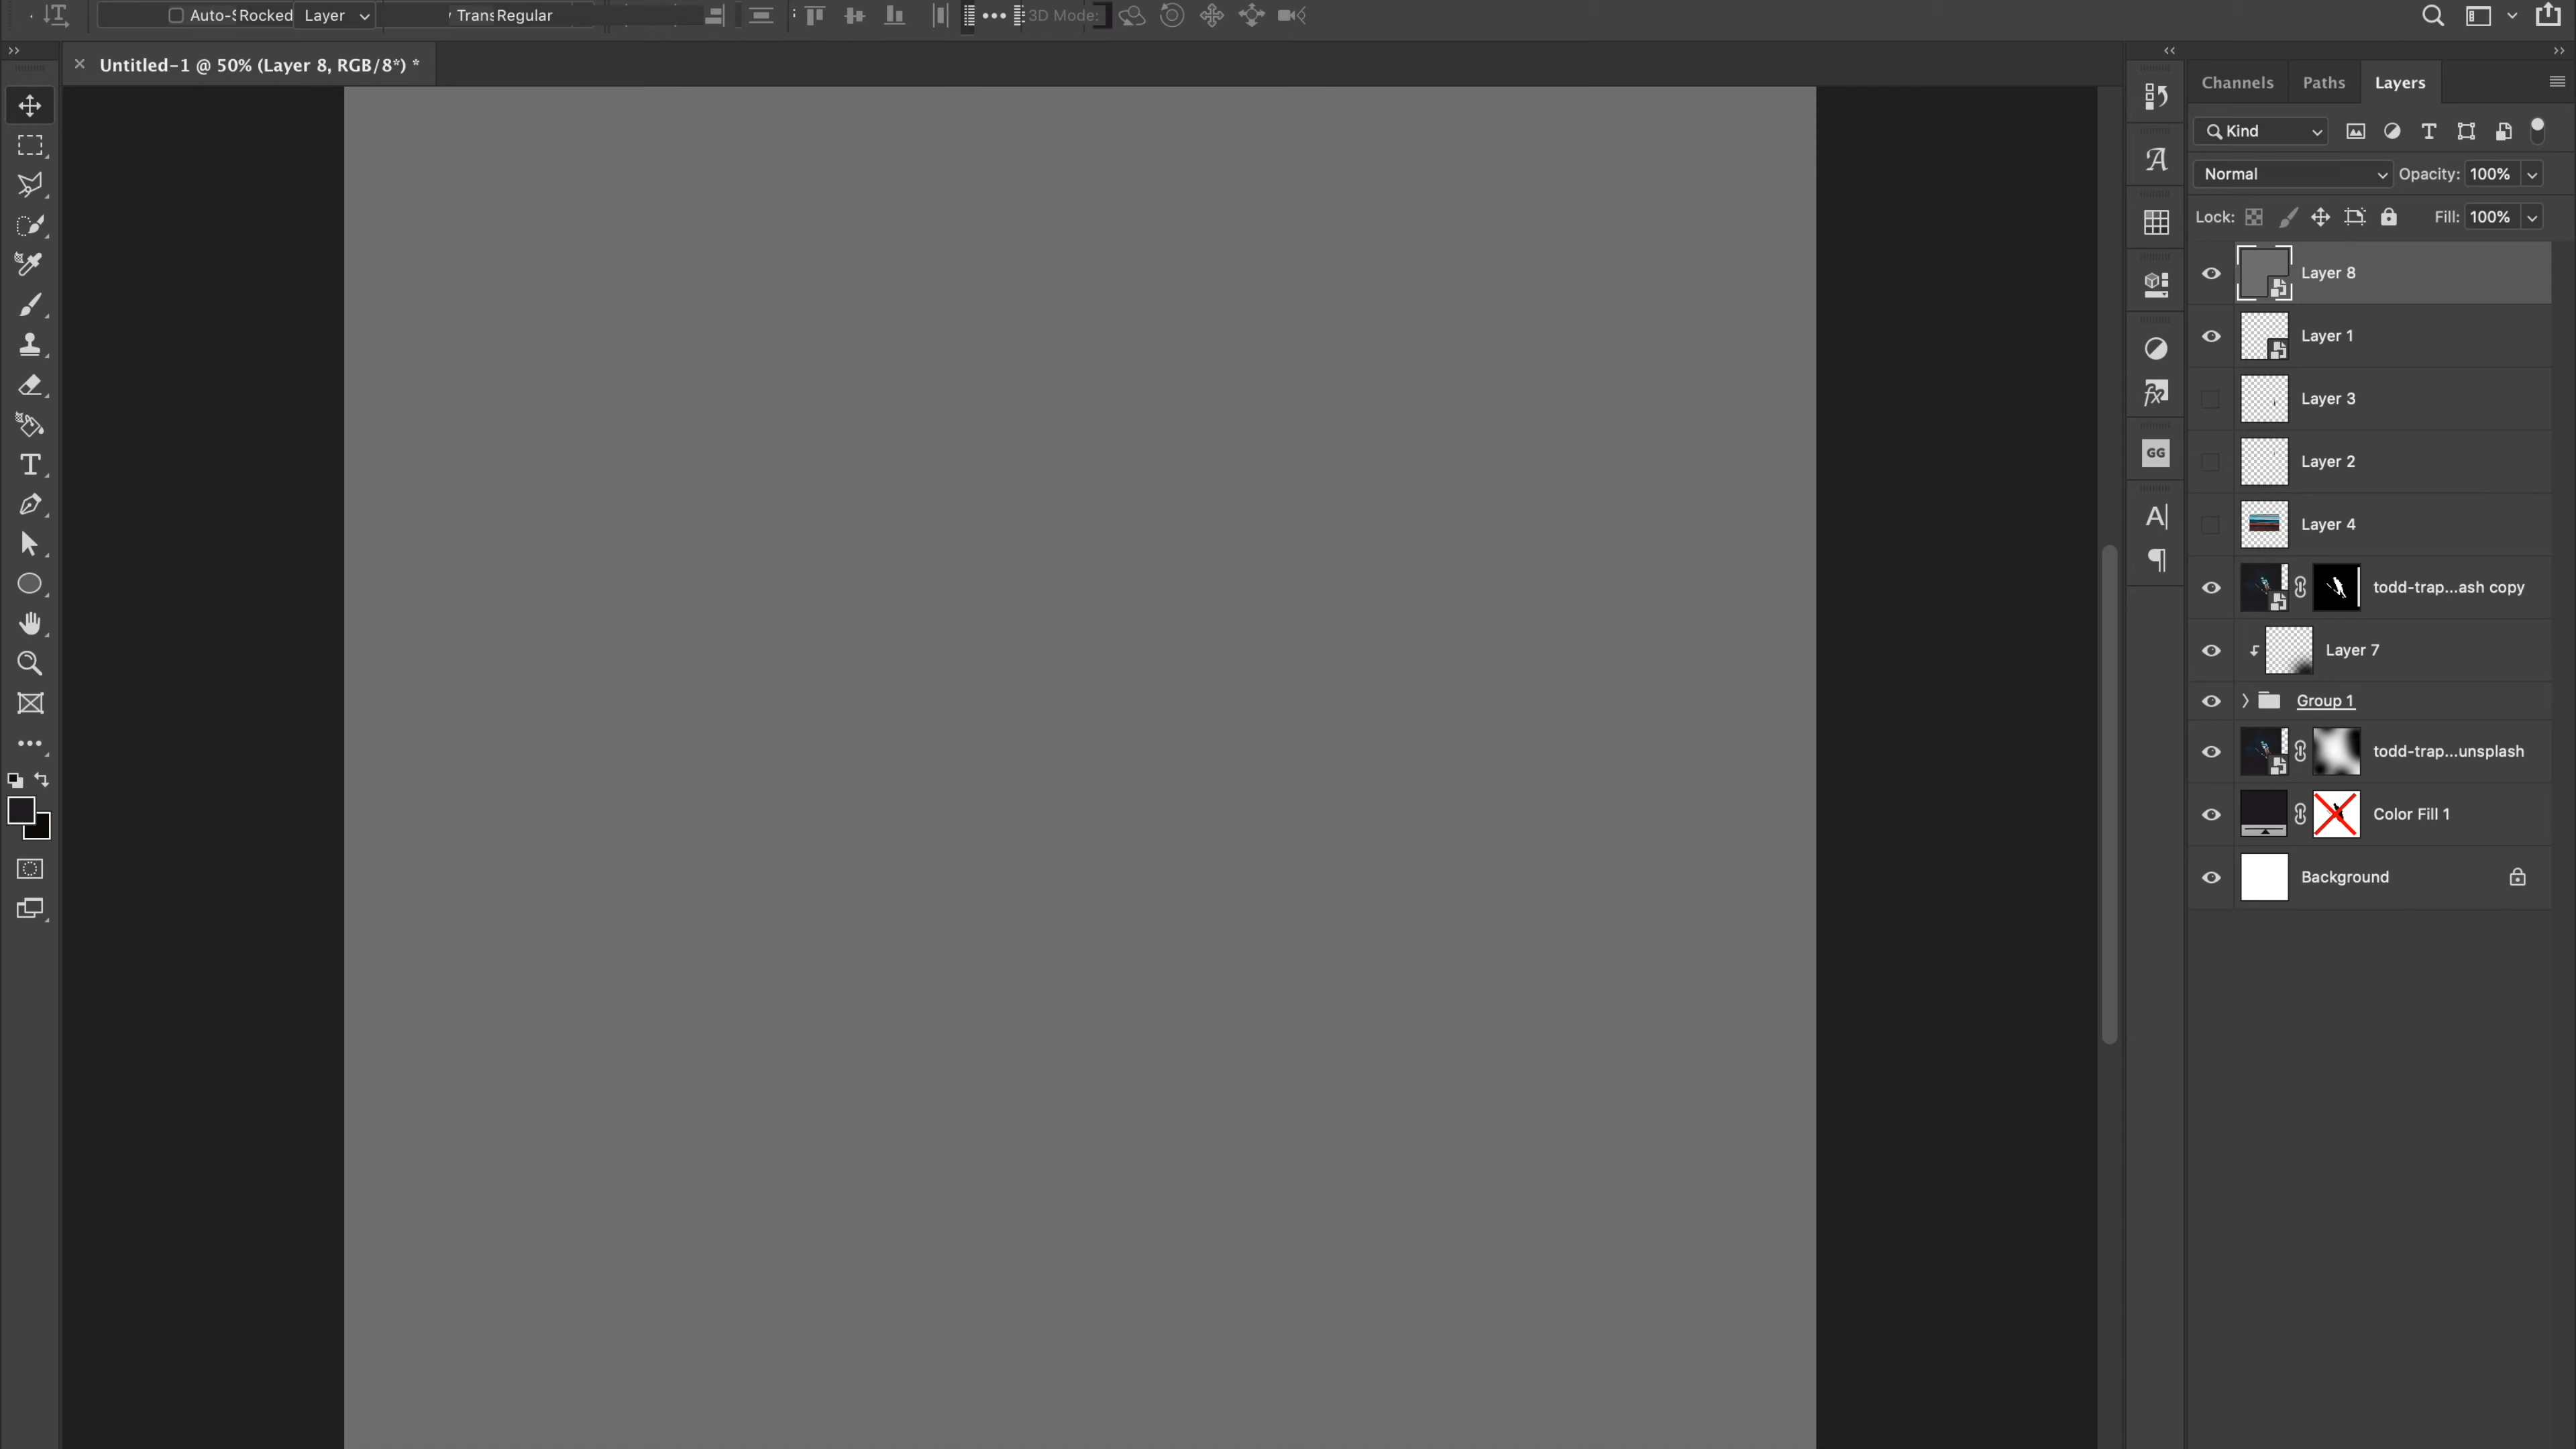 Auto-S Rocked Layer Trans Regular 3D Mode:
Untitled-1 @ 50% (Layer 8, RGB/8*) *
Channels Paths Layers
Kind
Normal Opacity: 100%
Lock: Fill: 100%
Layer 8
Layer 1
Layer 3
Layer 2
GG
Layer 4
todd-trap...ash copy
Layer 7
Group 1
todd-trap...unsplash
Color Fill 1
Background